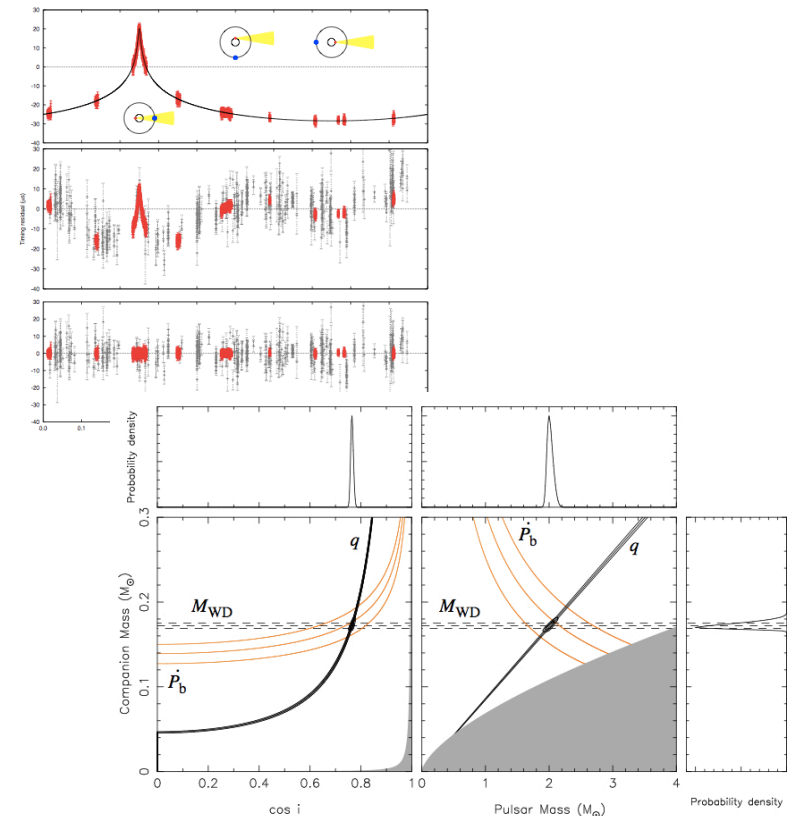 30
20
10
0
-10
-20
-30
-40
30
20
10
0
-10
-20
-30
-40
Timing residual (μs)
30
20
10
0
-10
-20
-30
-40
0.0 0.1
Probability density
0.3
0.2
0.1
0
Companion Mass (M⊙)
q
M_WD
Ṗ_b
Ṗ_b
q
M_WD
0 0.2 0.4 0.6 0.8 1
cos i
0 1 2 3 4
Pulsar Mass (M⊙)
Probability density